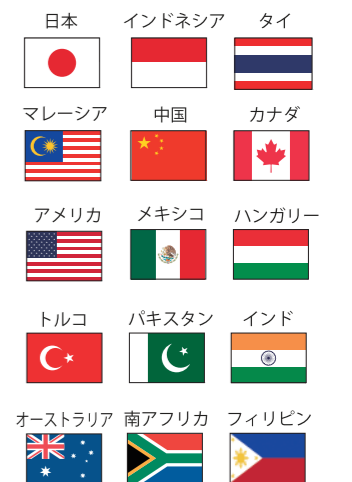 日本 インドネシア タイ
マレーシア 中国 カナダ
アメリカ メキシコ ハンガリー
トルコ パキスタン インド
オーストラリア 南アフリカ フィリピン